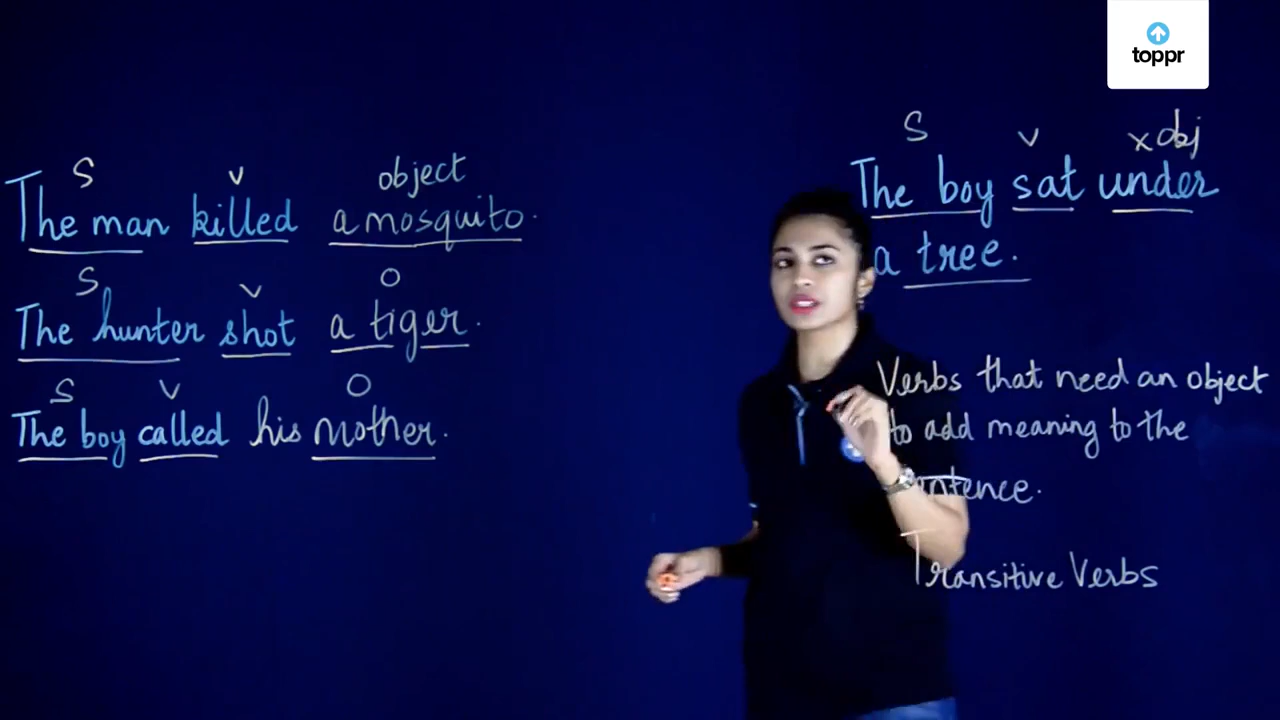 toppr
S V object
The man killed a mosquito.
S V O
The hunter shot a tiger.
S V O
The boy called his mother.
S V x obj
The boy sat under
a tree.
Verbs that need an object
to add meaning to the
sentence.
Transitive Verbs